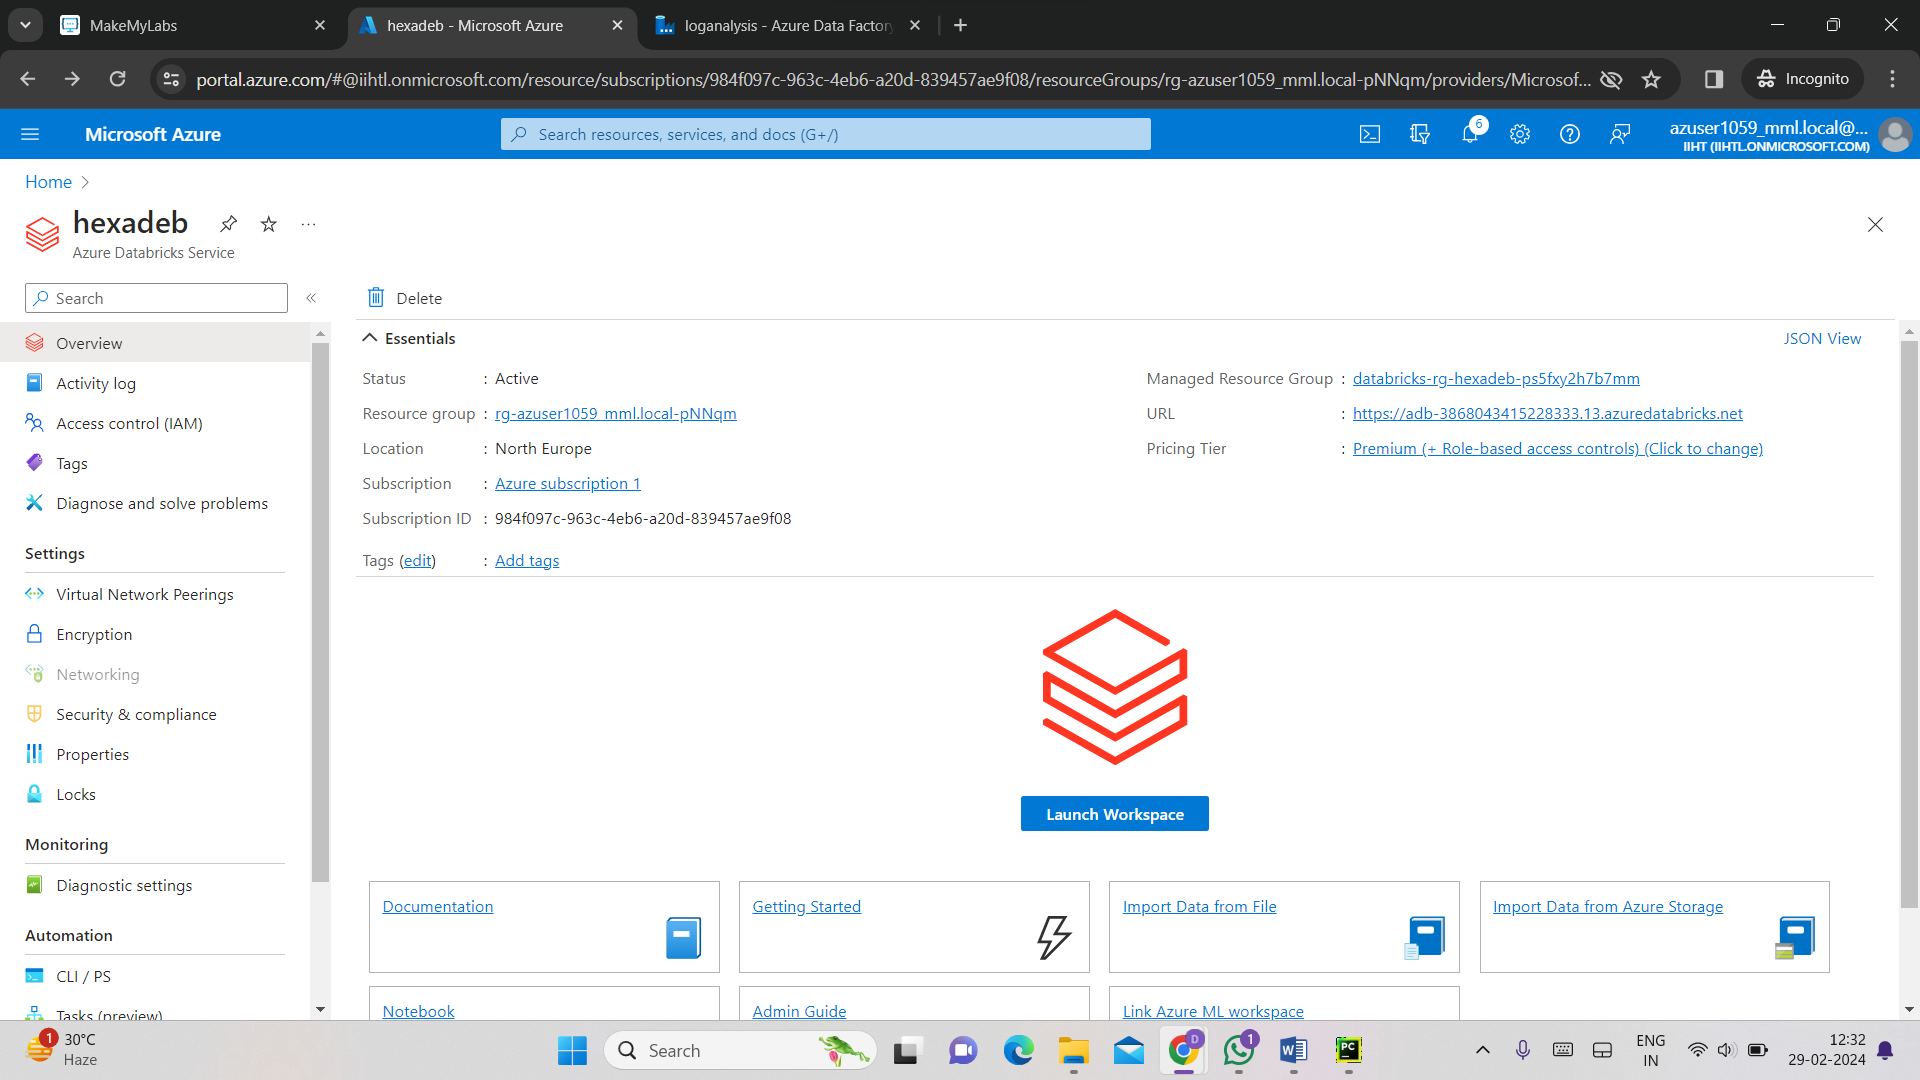 MakeMyLabs
hexadeb - Microsoft Azure
loganalysis - Azure Data Factory
portal.azure.com/#@iihtl.onmicrosoft.com/resource/subscriptions/984f097c-963c-4eb6-a20d-839457ae9f08/resourceGroups/rg-azuser1059_mml.local-pNNqm/providers/Microsof...
Incognito
Microsoft Azure
Search resources, services, and docs (G+/)
6
azuser1059_mml.local@...
IIHT (IIHTL.ONMICROSOFT.COM)
Home
hexadeb
Azure Databricks Service
Search
Delete
Overview
Activity log
Access control (IAM)
Tags
Diagnose and solve problems
Settings
Virtual Network Peerings
Encryption
Networking
Security & compliance
Properties
Locks
Monitoring
Diagnostic settings
Automation
CLI / PS
Tasks (preview)
Essentials
JSON View
Status : Active
Resource group : rg-azuser1059_mml.local-pNNqm
Location : North Europe
Subscription : Azure subscription 1
Subscription ID : 984f097c-963c-4eb6-a20d-839457ae9f08
Tags (edit) : Add tags
Managed Resource Group : databricks-rg-hexadeb-ps5fxy2h7b7mm
URL : https://adb-3868043415228333.13.azuredatabricks.net
Pricing Tier : Premium (+ Role-based access controls) (Click to change)
Launch Workspace
Documentation
Getting Started
Import Data from File
Import Data from Azure Storage
Notebook
Admin Guide
Link Azure ML workspace
1
30°C
Haze
Search
D
1
W
PC
ENG
IN
12:32
29-02-2024